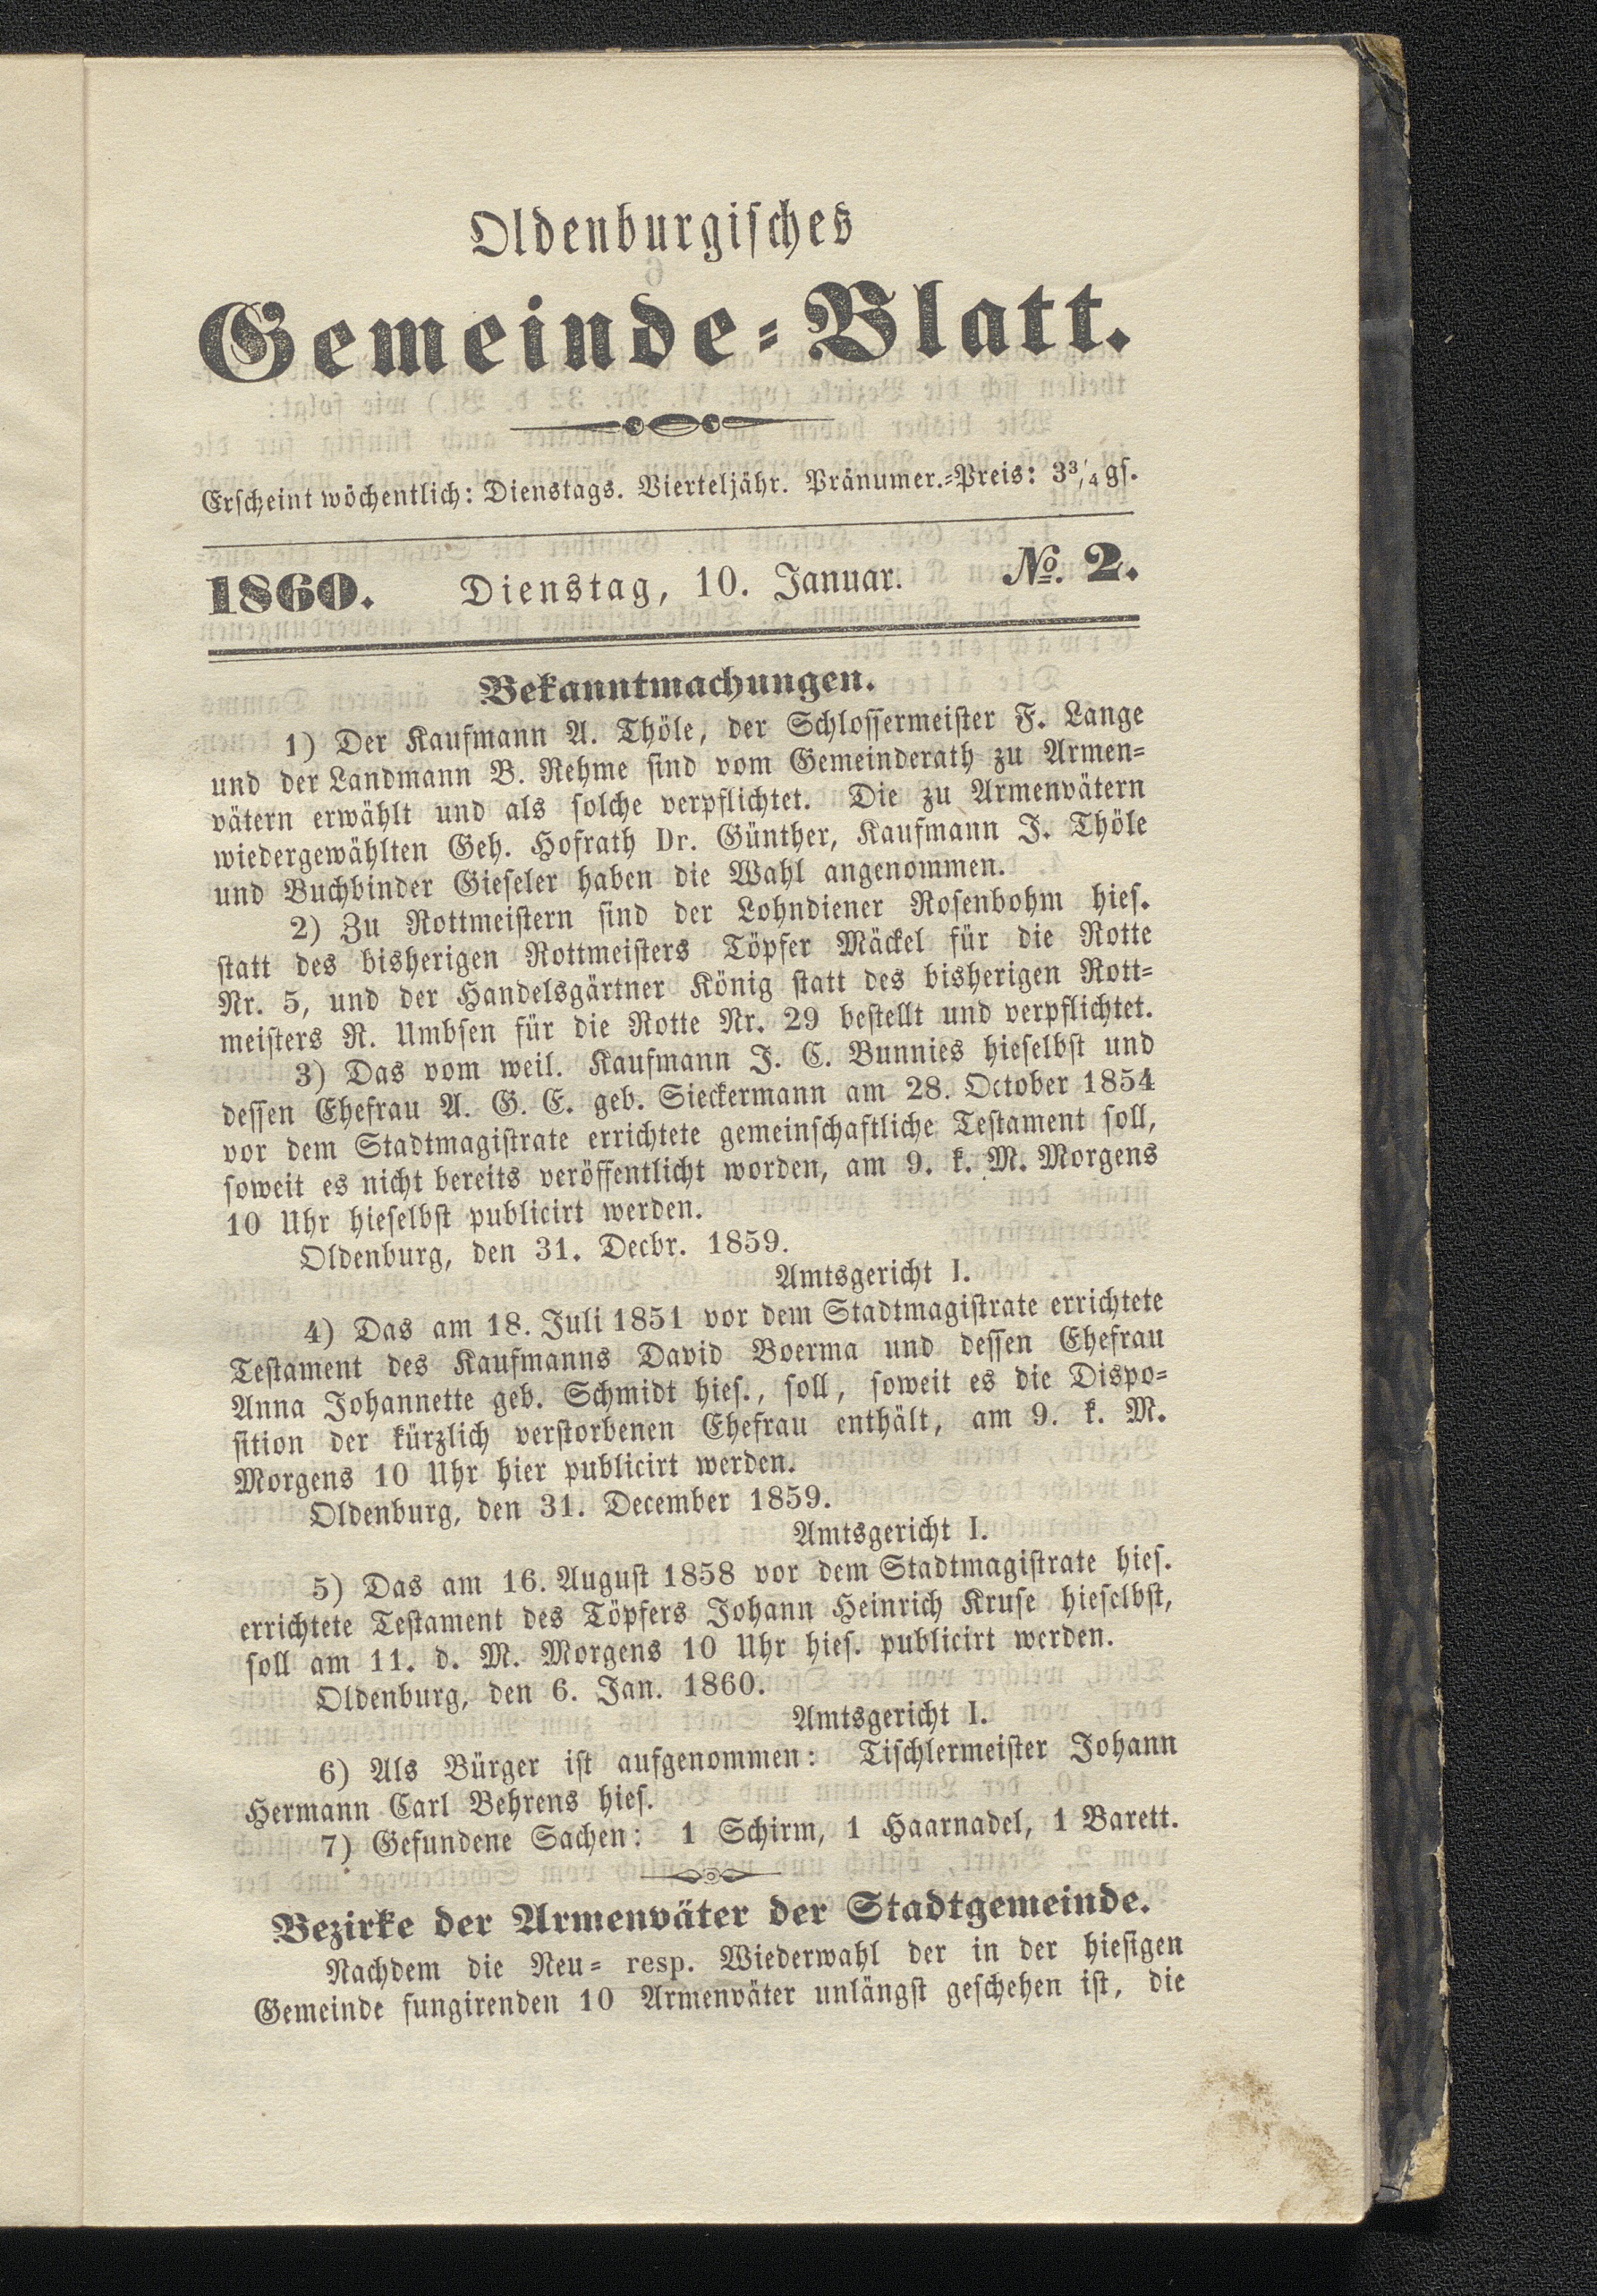 Oldenburgisches
Gemeinde-Blatt.
Erscheint wöchentlich: Dienstags. Vierteljähr. Pränumer.-Preis: 3 3/4 gs.
1860. Dienstag, 10. Januar. No. 2.
Bekanntmachungen.
1) Der Kaufmann A. Thöle, der Schlossermeister F. Lange
und der Landmann B. Rehme sind vom Gemeinderath zu Armen-
vätern erwählt und als solche verpflichtet. Die zu Armenvätern
wiedergewählten Geh. Hofrath Dr. Günther, Kaufmann J. Thöle
und Buchbinder Gieseler haben die Wahl angenommen.
2) Zu Rottmeistern sind der Lohndiener Rosenbohm hies.
statt des bisherigen Rottmeisters Töpfer Mäckel für die Rotte
Nr. 5, und der Handelsgärtner König statt des bisherigen Rott-
meisters R. Umbsen für die Rotte Nr. 29 bestellt und verpflichtet.
3) Das vom weil. Kaufmann J. C. Bunnies hieselbst und
dessen Ehefrau A. G. E. geb. Sieckermann am 28. October 1854
vor dem Stadtmagistrate errichtete gemeinschaftliche Testament soll,
soweit es nicht bereits veröffentlicht worden, am 9. k. M. Morgens
10 Uhr hieselbst publicirt werden.
Oldenburg, den 31. Decbr. 1859.
Amtsgericht I.
4) Das am 18. Juli 1851 vor dem Stadtmagistrate errichtete
Testament des Kaufmanns David Boerma und dessen Ehefrau
Anna Johannette geb. Schmidt hies., soll, soweit es die Dispo-
sition der kürzlich verstorbenen Ehefrau enthält, am 9. k. M.
Morgens 10 Uhr hier publicirt werden.
Oldenburg, den 31. December 1859.
Amtsgericht I.
5) Das am 16. August 1858 vor dem Stadtmagistrate hies.
errichtete Testament des Töpfers Johann Heinrich Kruse hieselbst,
soll am 11. d. M. Morgens 10 Uhr hies. publicirt werden.
Oldenburg, den 6. Jan. 1860.
Amtsgericht I.
6) Als Bürger ist aufgenommen: Tischlermeister Johann
Hermann Carl Behrens hies.
7) Gefundene Sachen: 1 Schirm, 1 Haarnadel, 1 Barett.
Bezirke der Armenväter der Stadtgemeinde.
Nachdem die Neu- resp. Wiederwahl der in der hiesigen
Gemeinde fungirenden 10 Armenväter unlängst geschehen ist, die